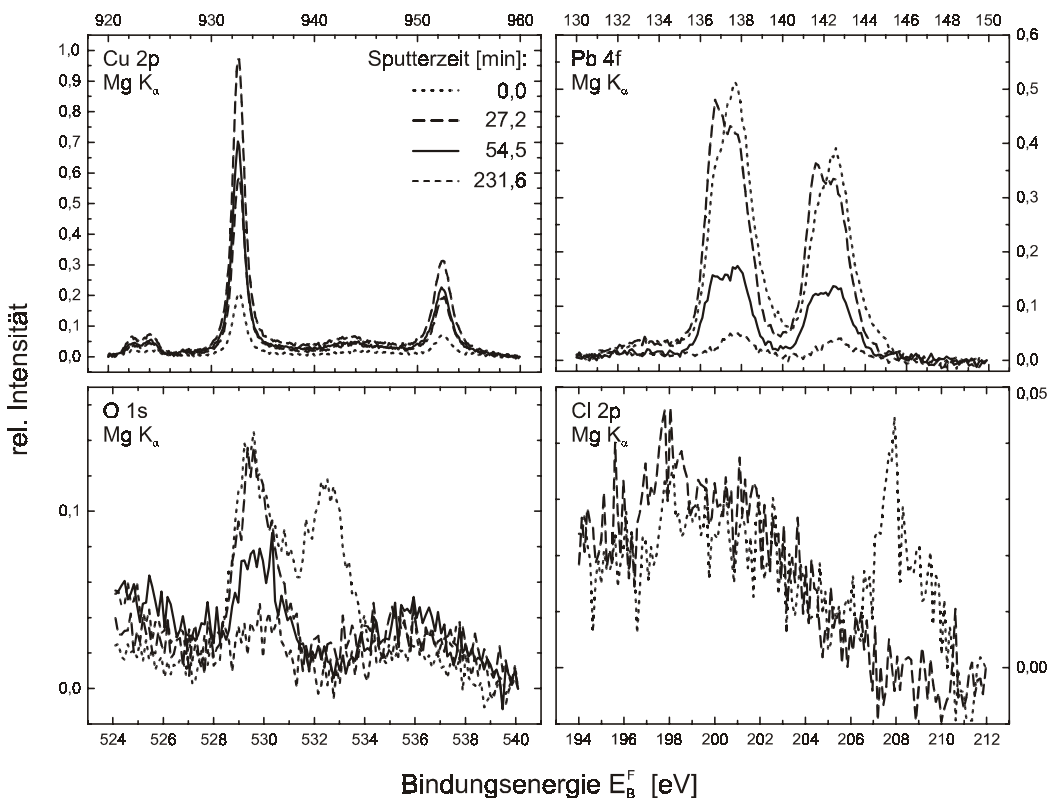 920 930 940 950 960
130 132 134 136 138 140 142 144 146 148 150
Cu 2p
Mg Kα
Sputterzeit [min]:
0,0
27,2
54,5
231,6
1,0
0,9
0,8
0,7
0,6
0,5
0,4
0,3
0,2
0,1
0,0
Pb 4f
Mg Kα
0,6
0,5
0,4
0,3
0,2
0,1
0,0
rel. Intensität
O 1s
Mg Kα
0,1
0,0
Cl 2p
Mg Kα
0,05
0,00
524 526 528 530 532 534 536 538 540
194 196 198 200 202 204 206 208 210 212
Bindungsenergie E_B^F [eV]